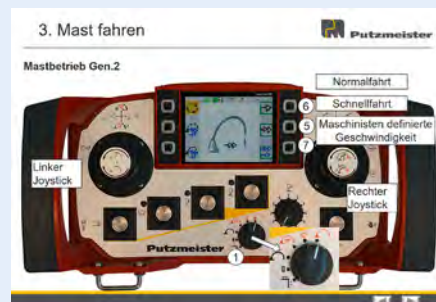 3. Mast fahren
Putzmeister
Mastbetrieb Gen.2
Normalfahrt
6
Schnellfahrt
5
Maschinisten definierte
Geschwindigkeit
7
Linker
Joystick
Rechter
Joystick
Putzmeister
1